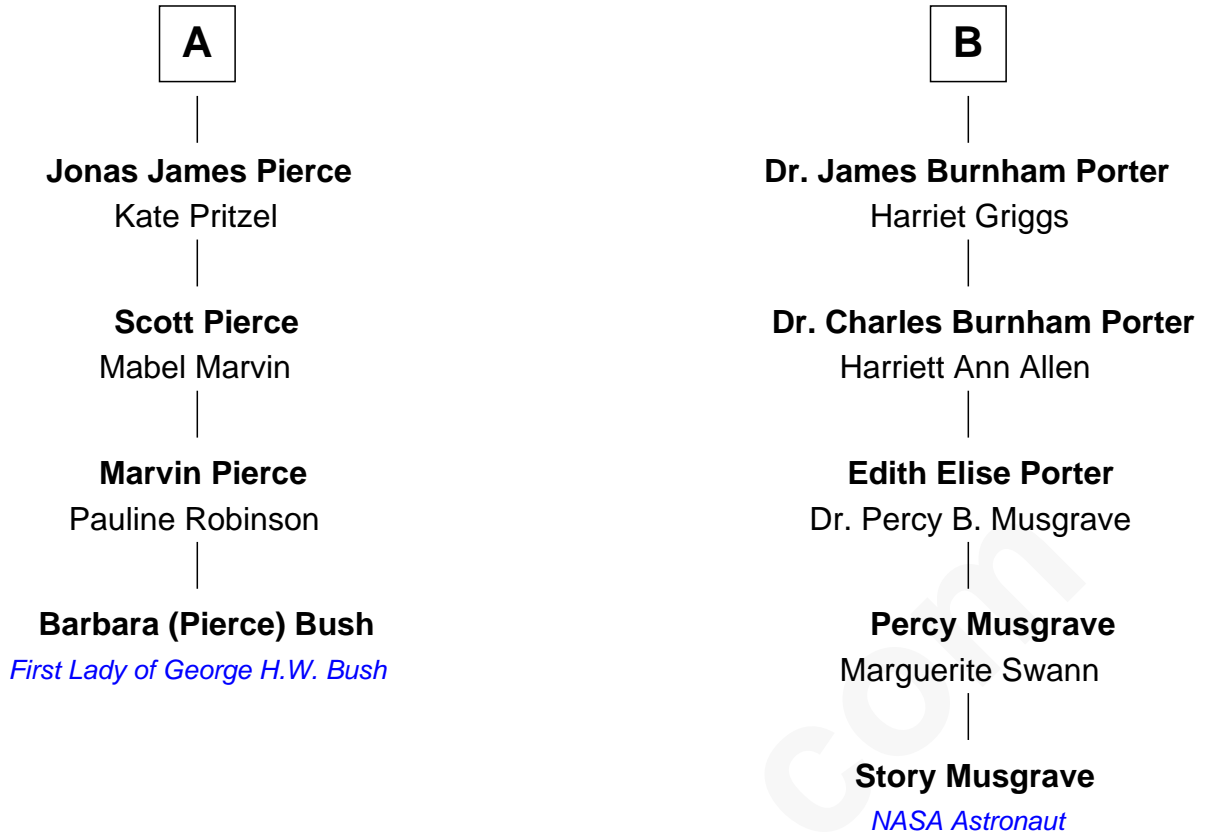 A
Jonas James Pierce
Kate Pritzel
Scott Pierce
Mabel Marvin
Marvin Pierce
Pauline Robinson
Barbara (Pierce) Bush
First Lady of George H.W. Bush
B
Dr. James Burnham Porter
Harriet Griggs
Dr. Charles Burnham Porter
Harriett Ann Allen
Edith Elise Porter
Dr. Percy B. Musgrave
Percy Musgrave
Marguerite Swann
Story Musgrave
NASA Astronaut
com